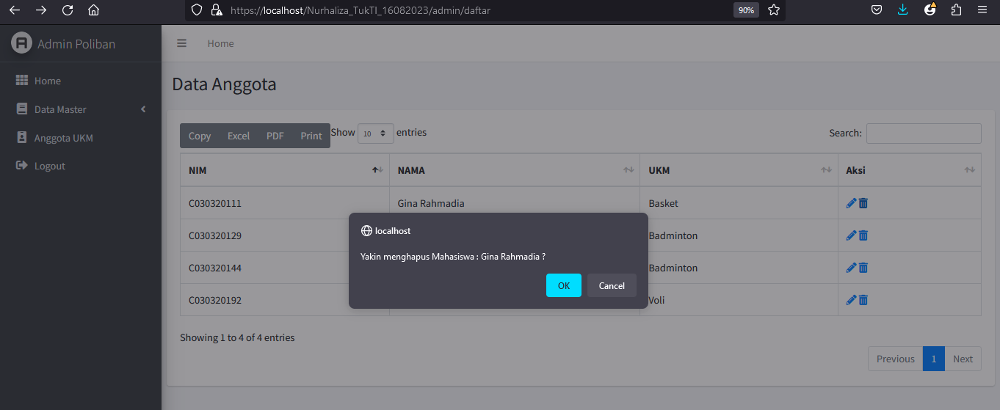 https://localhost/Nurhaliza_TukTI_16082023/admin/daftar 90%
Admin Poliban
Home
Data Master
Anggota UKM
Logout
Home
Data Anggota
Copy Excel PDF Print Show 10 entries Search:
NIM NAMA UKM Aksi
C030320111 Gina Rahmadia Basket
C030320129 Badminton
C030320144 Badminton
C030320192 Voli
localhost
Yakin menghapus Mahasiswa : Gina Rahmadia ?
OK Cancel
Showing 1 to 4 of 4 entries
Previous 1 Next